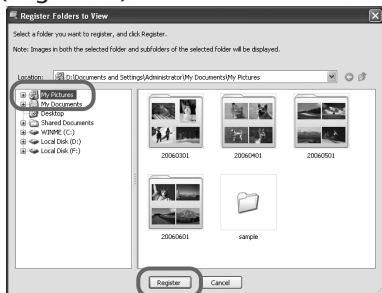 Register Folders to View
Select a folder you want to register, and click Register.
Note: Images in both the selected folder and subfolders of the selected folder will be displayed.
Location: D:\Documents and Settings\Administrator\My Documents\My Pictures
My Pictures
My Documents
Desktop
Shared Documents
WINME (C:)
Local Disk (D:)
Local Disk (F:)
20060301
20060401
20060501
20060601
sample
Register
Cancel